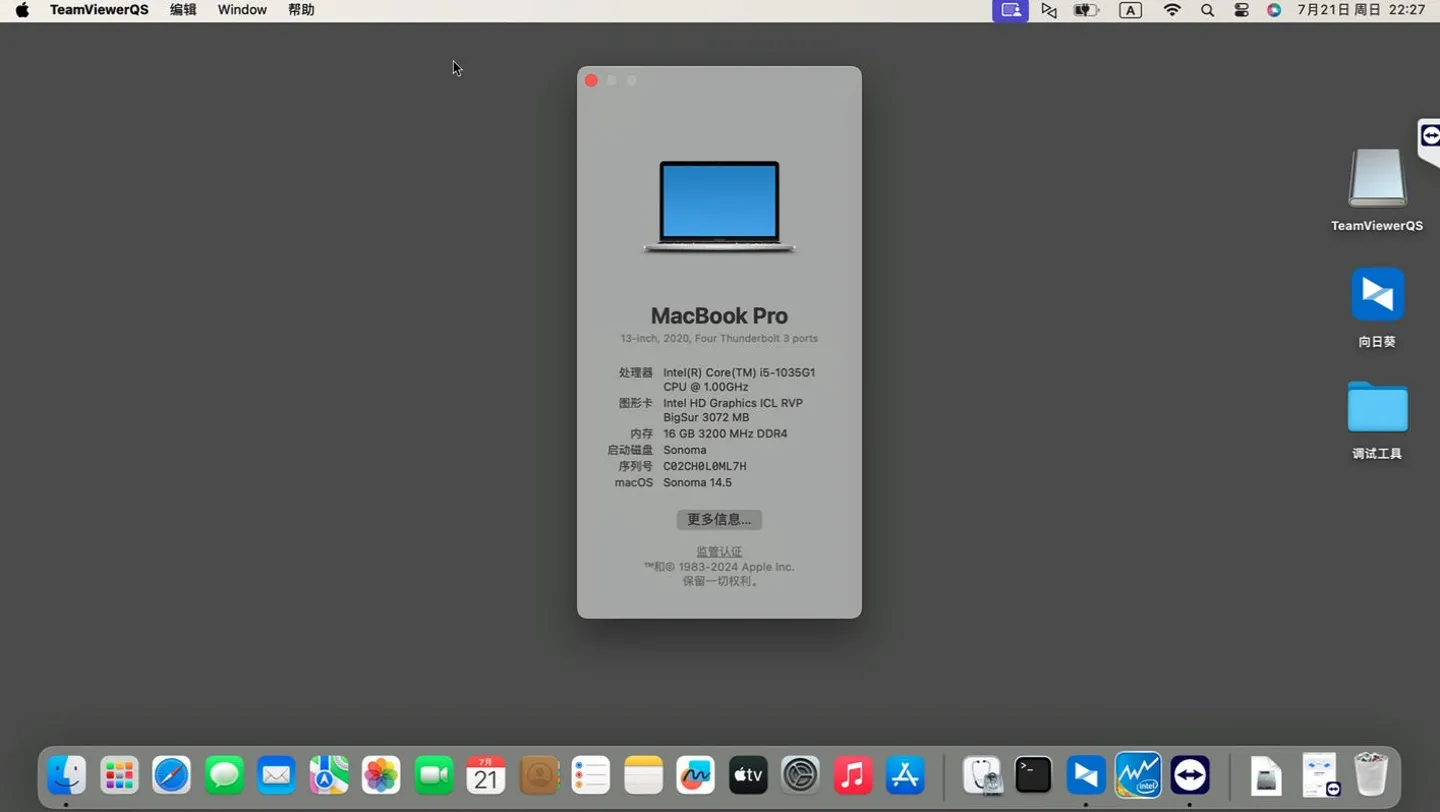 TeamViewerQS 编辑 Window 帮助 A 7月21日 周日 22:27
TeamViewerQS
向日葵
调试工具
MacBook Pro
13-inch, 2020, Four Thunderbolt 3 ports
处理器 Intel(R) Core(TM) i5-1035G1
CPU @ 1.00GHz
图形卡 Intel HD Graphics ICL RVP
BigSur 3072 MB
内存 16 GB 3200 MHz DDR4
启动磁盘 Sonoma
序列号 C02CH0L0ML7H
macOS Sonoma 14.5
更多信息...
监管认证
™和© 1983-2024 Apple Inc.
保留一切权利。
7月
21
tv
>_
intel